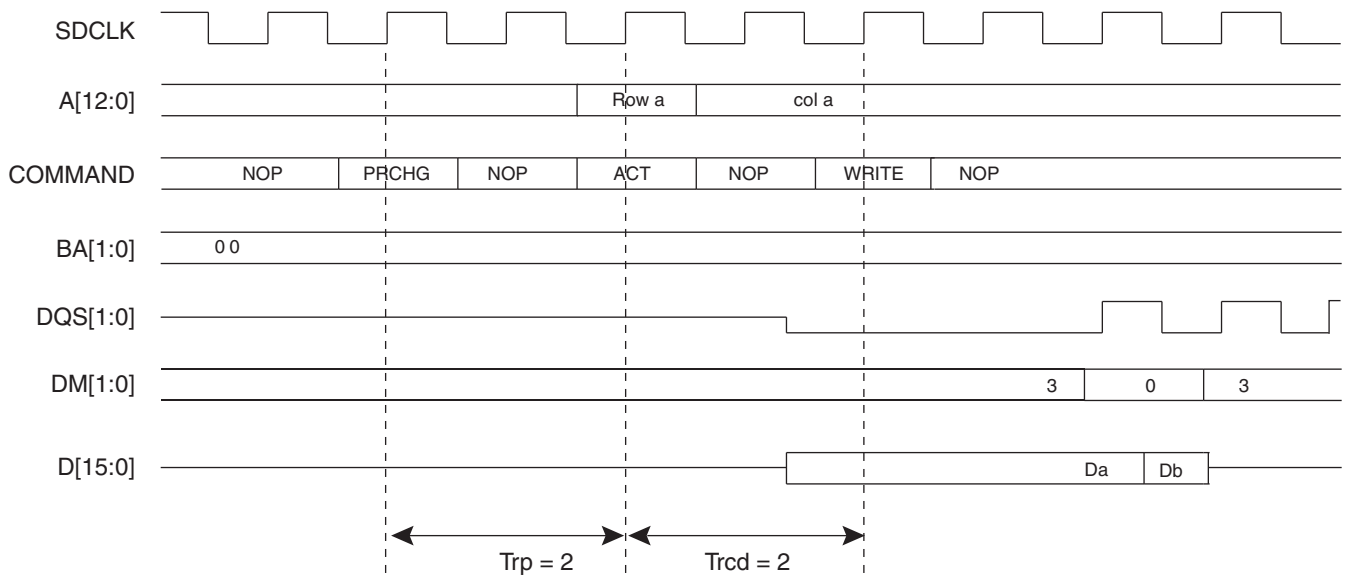 SDCLK
A[12:0] Row a col a
COMMAND NOP PRCHG NOP ACT NOP WRITE NOP
BA[1:0] 0 0
DQS[1:0]
DM[1:0] 3 0 3
D[15:0] Da Db
Trp = 2 Trcd = 2